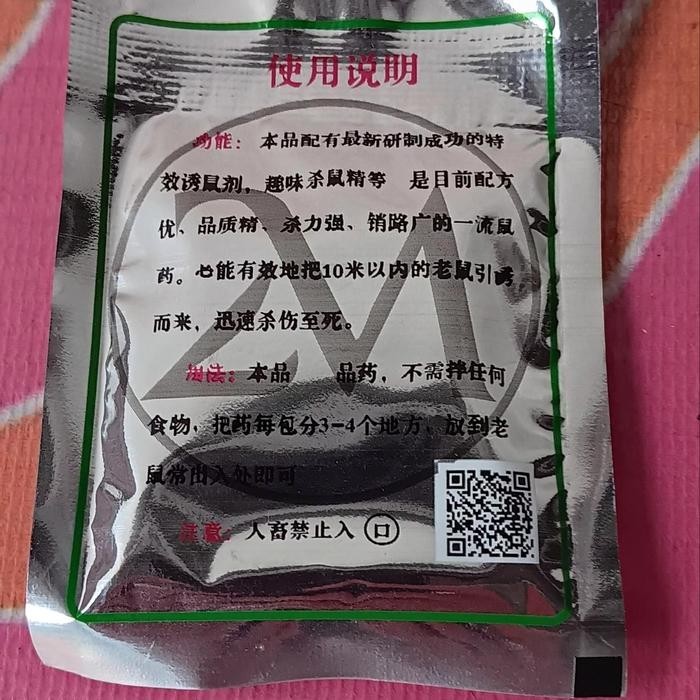 使用说明
功能：本品配有最新研制成功的特
效诱鼠剂，趣味杀鼠精等 是目前配方
优、品质精、杀力强、销路广的一流鼠
药。它能有效地把10米以内的老鼠引诱
而来，迅速杀伤至死。
用法：本品 品药，不需拌任何
食物，把药每包分3-4个地方，放到老
鼠常出入处即可
注意：人畜禁止入口
2M